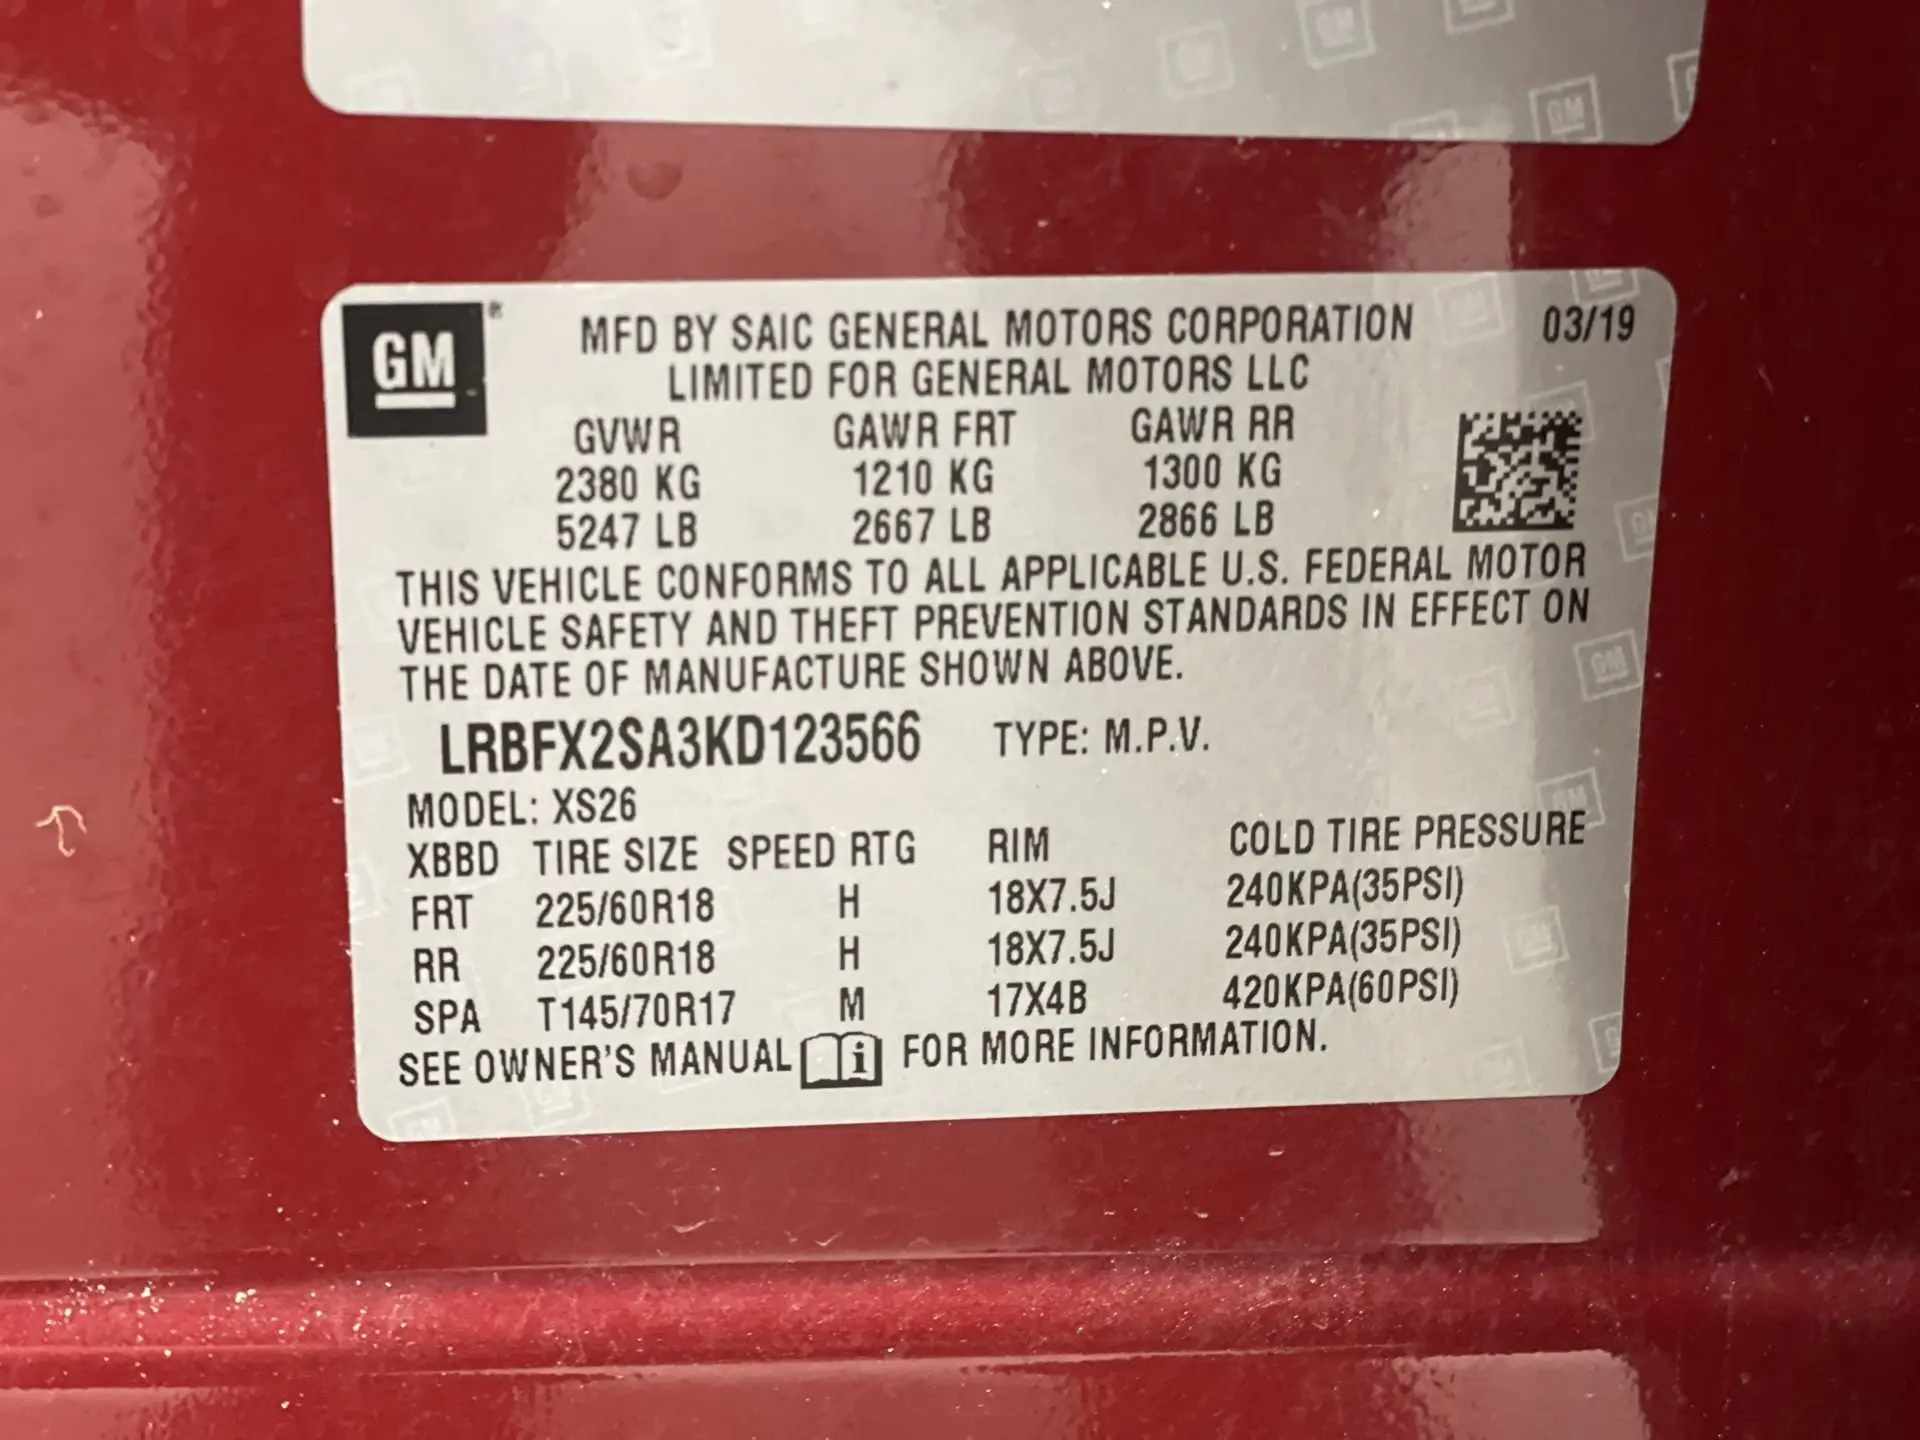 GM ®
MFD BY SAIC GENERAL MOTORS CORPORATION 03/19
LIMITED FOR GENERAL MOTORS LLC
GVWR GAWR FRT GAWR RR
2380 KG 1210 KG 1300 KG
5247 LB 2667 LB 2866 LB
THIS VEHICLE CONFORMS TO ALL APPLICABLE U.S. FEDERAL MOTOR
VEHICLE SAFETY AND THEFT PREVENTION STANDARDS IN EFFECT ON
THE DATE OF MANUFACTURE SHOWN ABOVE.
LRBFX2SA3KD123566 TYPE: M.P.V.
MODEL: XS26
XBBD TIRE SIZE SPEED RTG RIM COLD TIRE PRESSURE
FRT 225/60R18 H 18X7.5J 240KPA(35PSI)
RR 225/60R18 H 18X7.5J 240KPA(35PSI)
SPA T145/70R17 M 17X4B 420KPA(60PSI)
SEE OWNER'S MANUAL i FOR MORE INFORMATION.